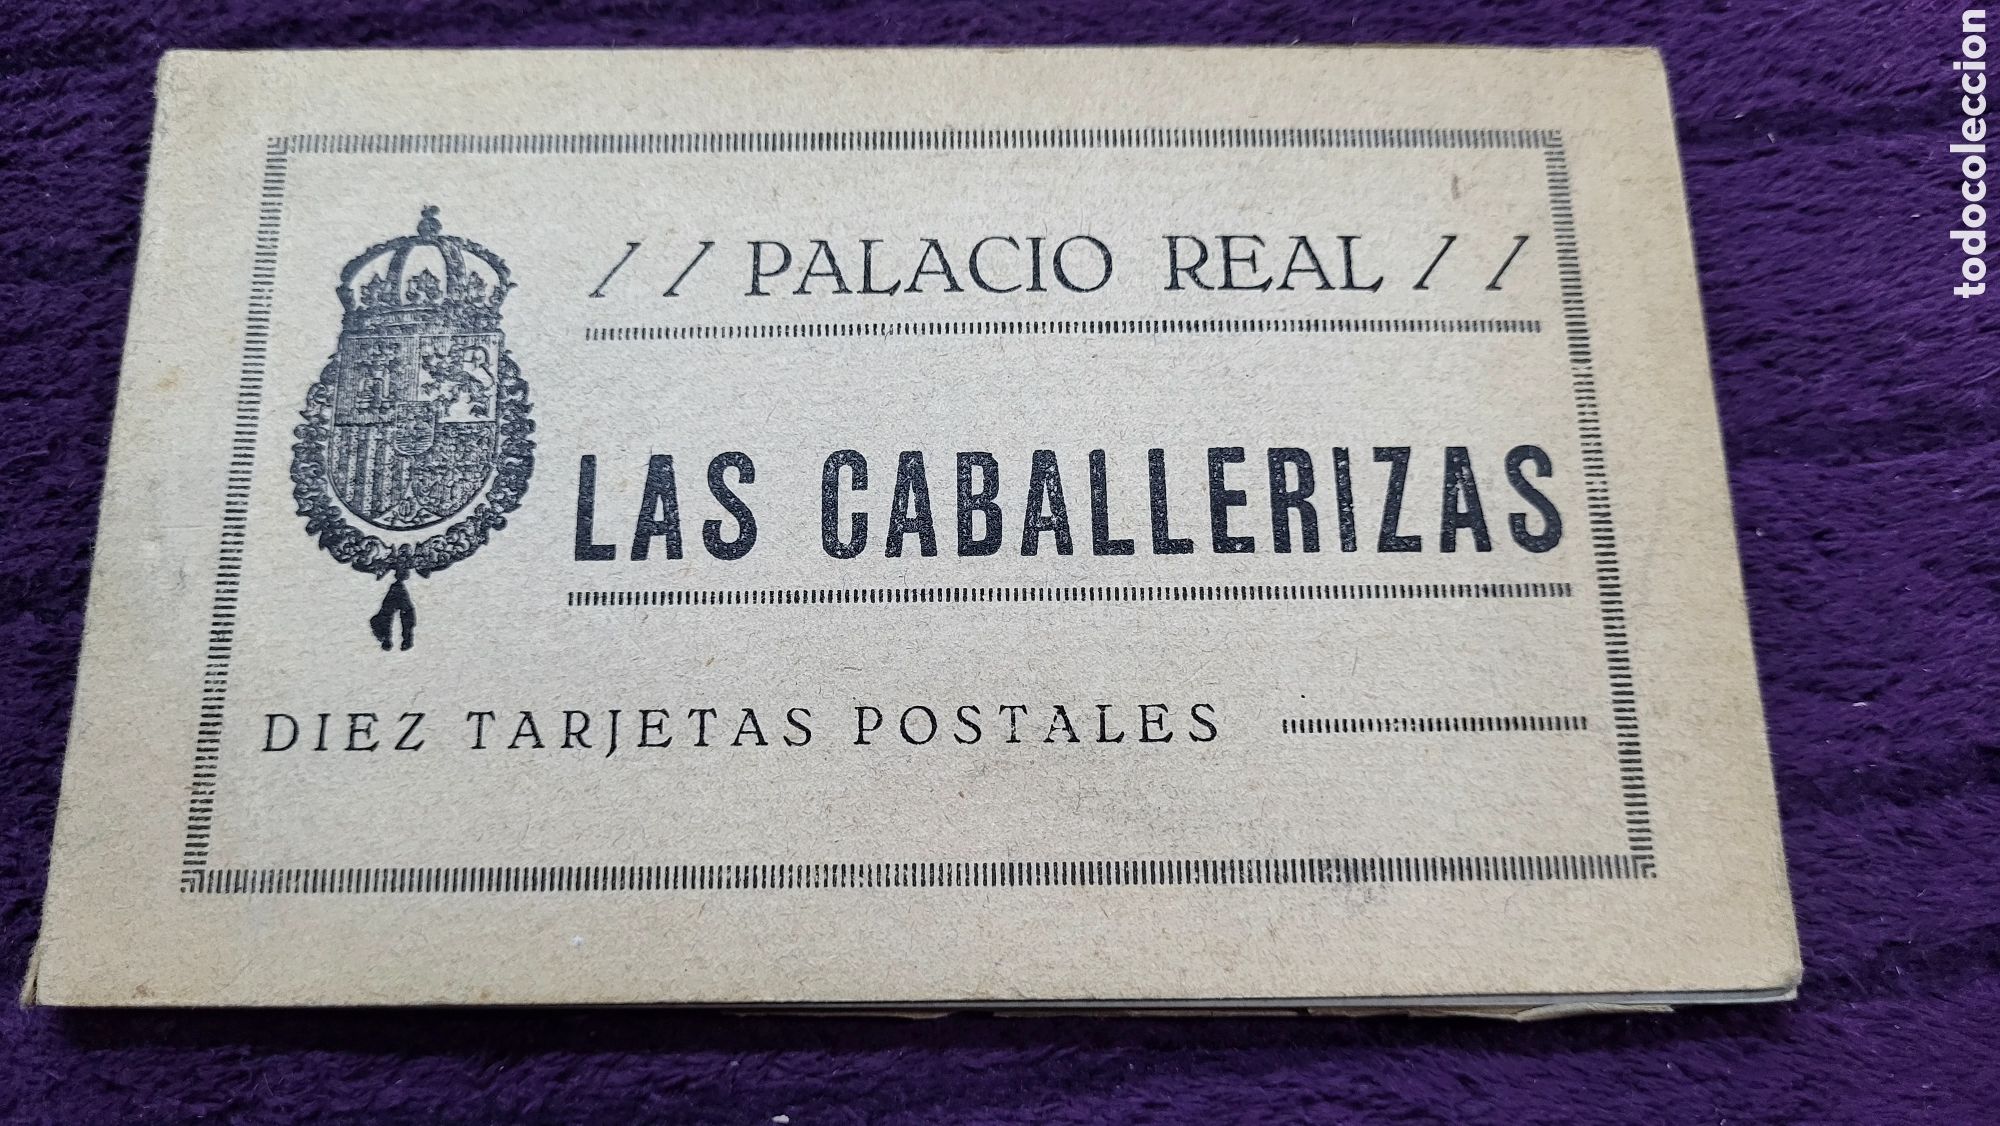 // PALACIO REAL //
LAS CABALLERIZAS
DIEZ TARJETAS POSTALES
todocoleccion